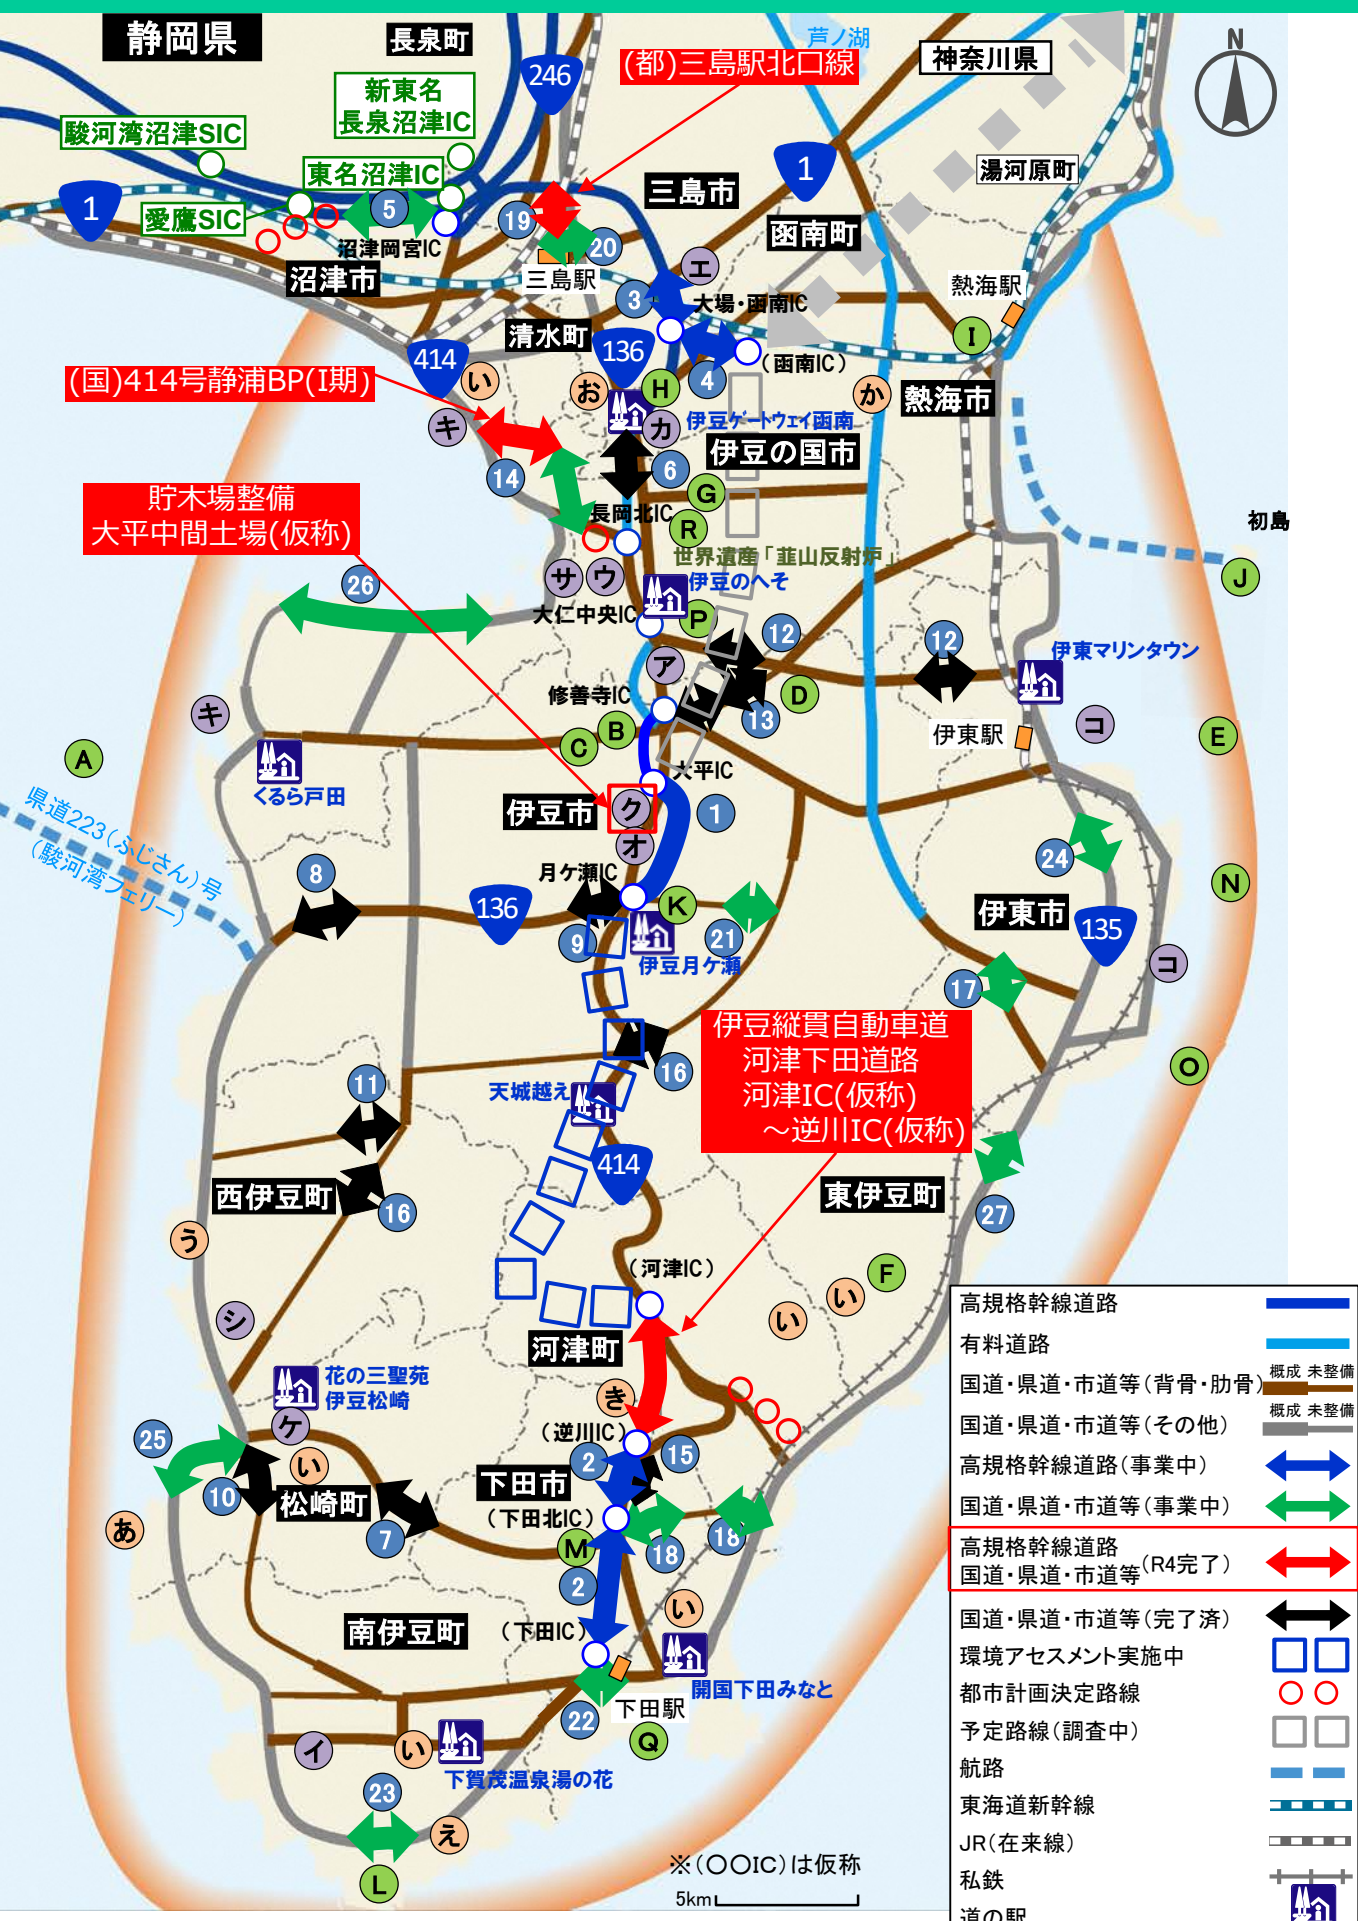 静岡県
長泉町
芦ノ湖
神奈川県
N
(都)三島駅北口線
246
新東名
長泉沼津IC
駿河湾沼津SIC
東名沼津IC
愛鷹SIC
1
5
沼津岡宮IC
沼津市
19
20
三島駅
三島市
1
函南町
湯河原町
エ
3
大場・函南IC
熱海駅
I
清水町
136
414
い
(国)414号静浦BP(I期)
お
H
4
(函南IC)
か
熱海市
キ
カ
伊豆ゲートウェイ函南
伊豆の国市
6
14
G
貯木場整備
大平中間土場(仮称)
長岡北IC
R
初島
世界遺産「韮山反射炉」
J
26
サ
ウ
伊豆のへそ
大仁中央IC
P
12
12
伊東マリンタウン
ア
修善寺IC
D
13
キ
B
C
伊東駅
コ
E
A
くるら戸田
大平IC
県道223(ふじさん)号
(駿河湾フェリー)
伊豆市
ク
1
オ
月ケ瀬IC
24
8
136
K
N
9
21
伊東市
135
伊豆月ケ瀬
コ
17
伊豆縦貫自動車道
河津下田道路
河津IC(仮称)
～逆川IC(仮称)
16
O
11
天城越え
414
西伊豆町
16
東伊豆町
27
う
(河津IC)
F
い
い
シ
河津町
花の三聖苑
伊豆松崎
き
ケ
25
(逆川IC)
15
2
い
下田市
10
松崎町
(下田北IC)
あ
7
M
18
18
2
い
南伊豆町
(下田IC)
開国下田みなと
下田駅
22
Q
イ
い
下賀茂温泉湯の花
23
え
L
※(〇〇IC)は仮称
5km
高規格幹線道路
有料道路
国道・県道・市道等(背骨・肋骨) 概成 未整備
国道・県道・市道等(その他) 概成 未整備
高規格幹線道路(事業中)
国道・県道・市道等(事業中)
高規格幹線道路
国道・県道・市道等(R4完了)
国道・県道・市道等(完了済)
環境アセスメント実施中
都市計画決定路線
予定路線(調査中)
航路
東海道新幹線
JR(在来線)
私鉄
道の駅